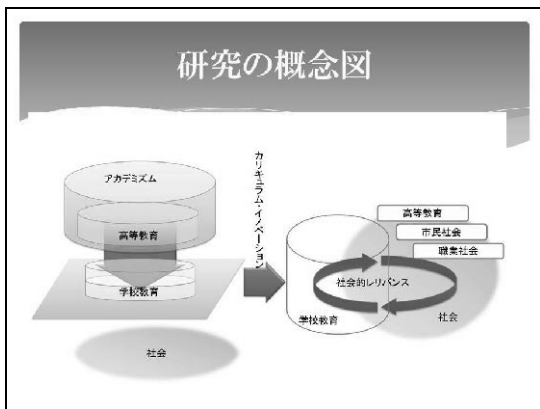 研究の概念図
アカデミズム
高等教育
学校教育
社会
カリキュラム・イノベーション
高等教育
市民社会
職業社会
社会的レリバンス
学校教育
社会